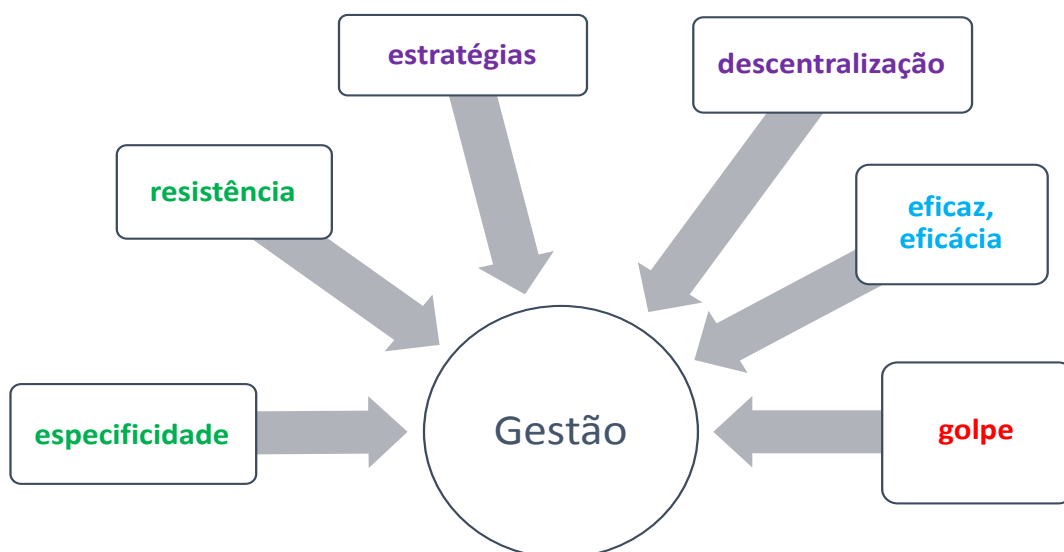 estratégias
descentralização
resistência
eficaz,
eficácia
especificidade
Gestão
golpe